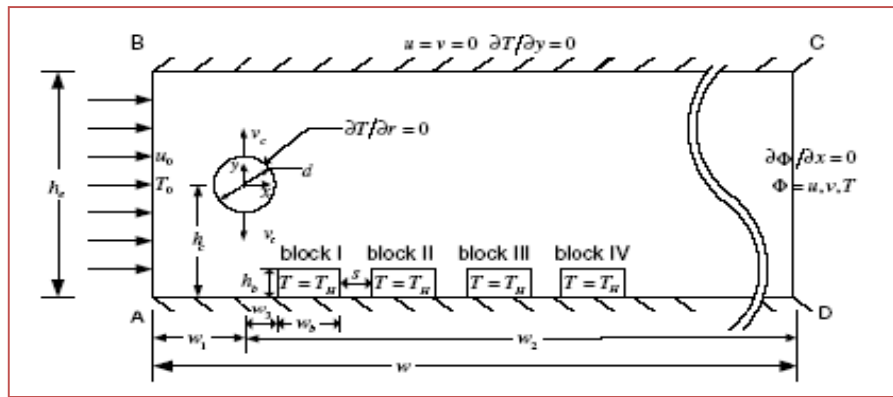 B
u = v = 0 ∂T/∂y = 0
C
v_c
∂T/∂r = 0
u_0
y
d
∂Φ/∂x = 0
h_e
T_0
x
Φ = u, v, T
h_c
v_c
block I
block II
block III
block IV
h_b
T = T_H
s
T = T_H
T = T_H
T = T_H
A
w_3
w_b
D
w_1
w_2
w